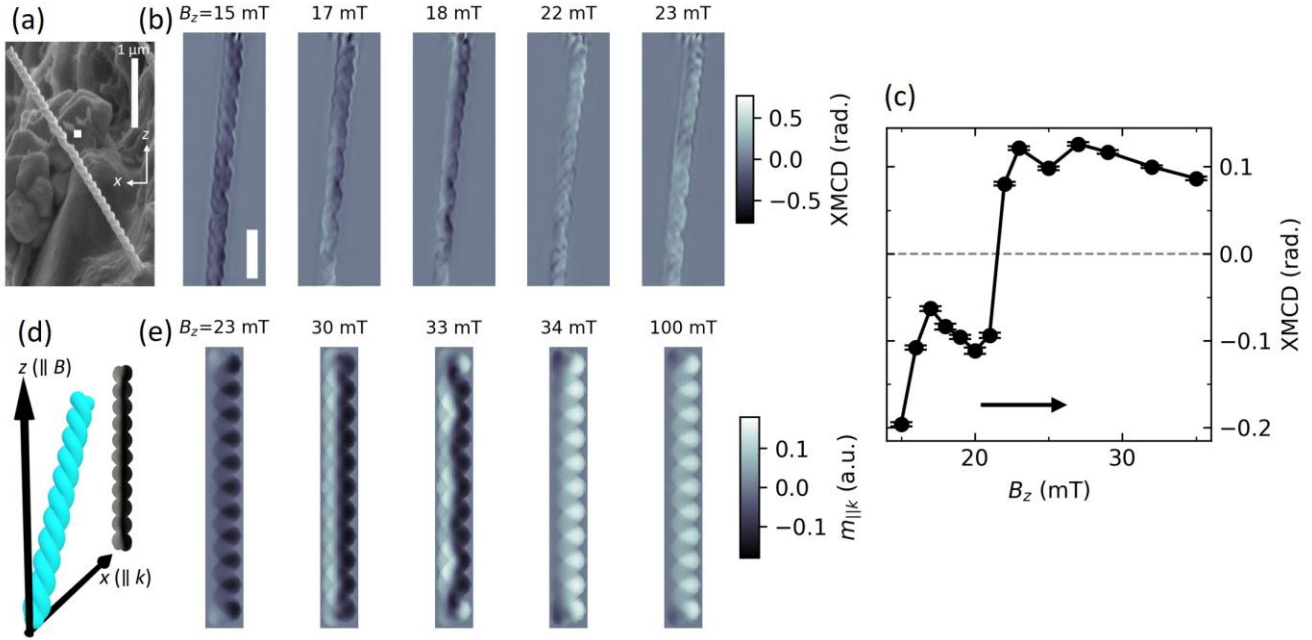 (a)
1 μm
z
x
(b)
B_z=15 mT
17 mT
18 mT
22 mT
23 mT
0.5
0.0
−0.5
XMCD (rad.)
(c)
0.1
0.0
−0.1
−0.2
XMCD (rad.)
20
30
B_z (mT)
(d)
z (∥ B)
x (∥ k)
(e)
B_z=23 mT
30 mT
33 mT
34 mT
100 mT
0.1
0.0
−0.1
m_∥k (a.u.)